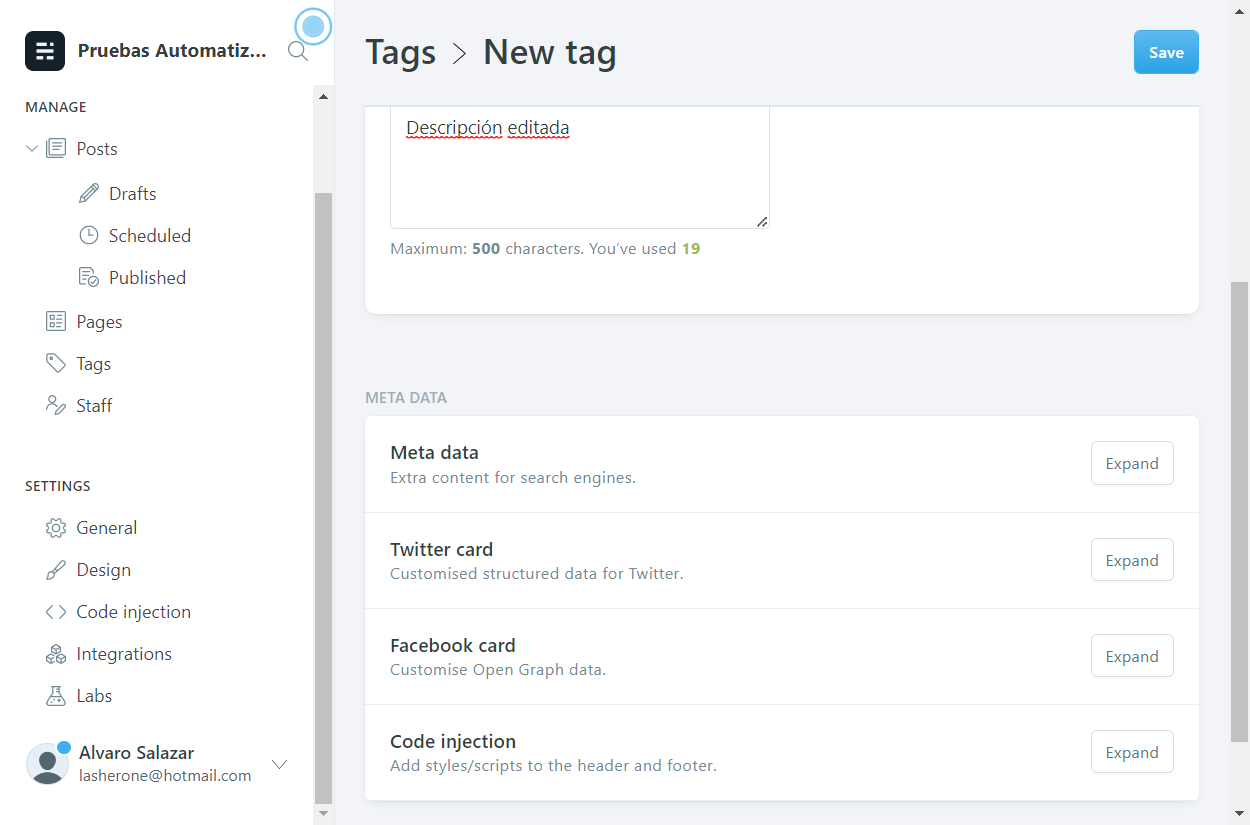 Pruebas Automatiz...
MANAGE
Posts
Drafts
Scheduled
Published
Pages
Tags
Staff
SETTINGS
General
Design
Code injection
Integrations
Labs
Alvaro Salazar
lasherone@hotmail.com
Tags > New tag
Save
Descripción editada
Maximum: 500 characters. You’ve used 19
META DATA
Meta data
Extra content for search engines.
Expand
Twitter card
Customised structured data for Twitter.
Expand
Facebook card
Customise Open Graph data.
Expand
Code injection
Add styles/scripts to the header and footer.
Expand